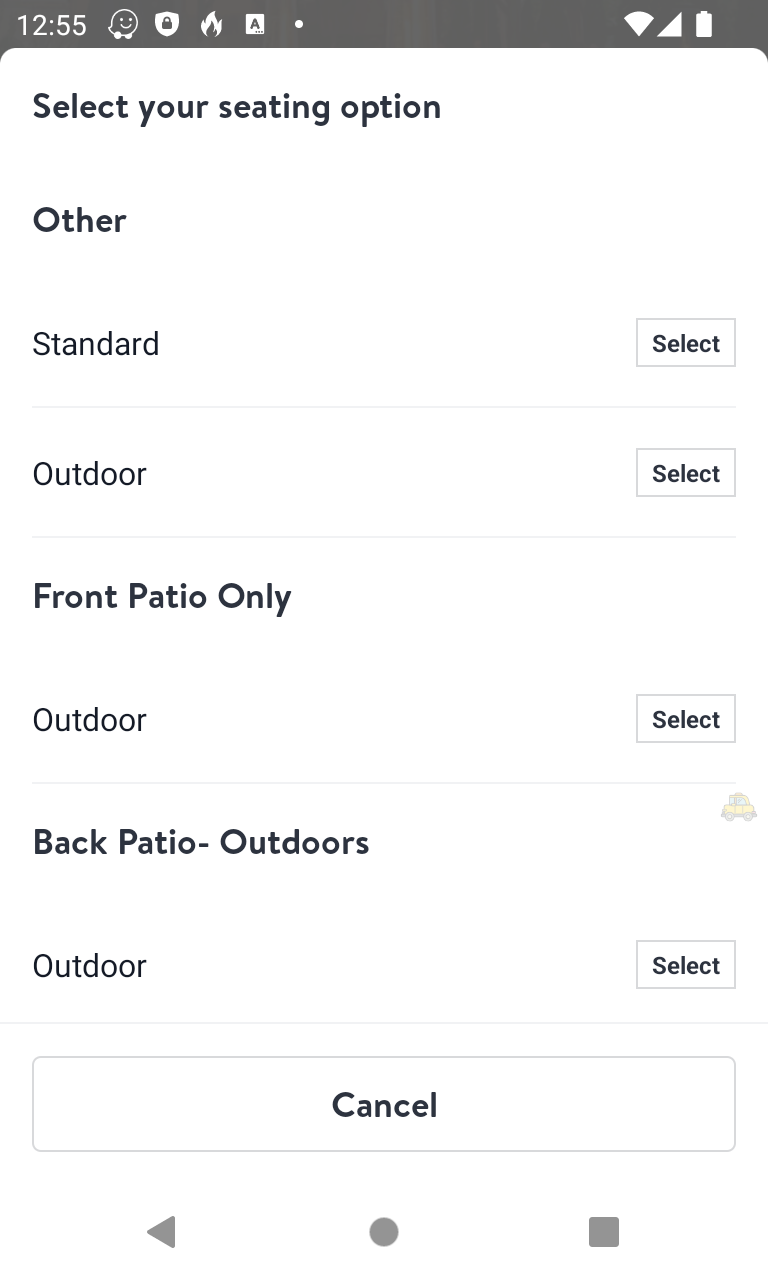 12:55
Select your seating option
Other
Standard
Select
Outdoor
Select
Front Patio Only
Outdoor
Select
Back Patio- Outdoors
Outdoor
Select
Cancel